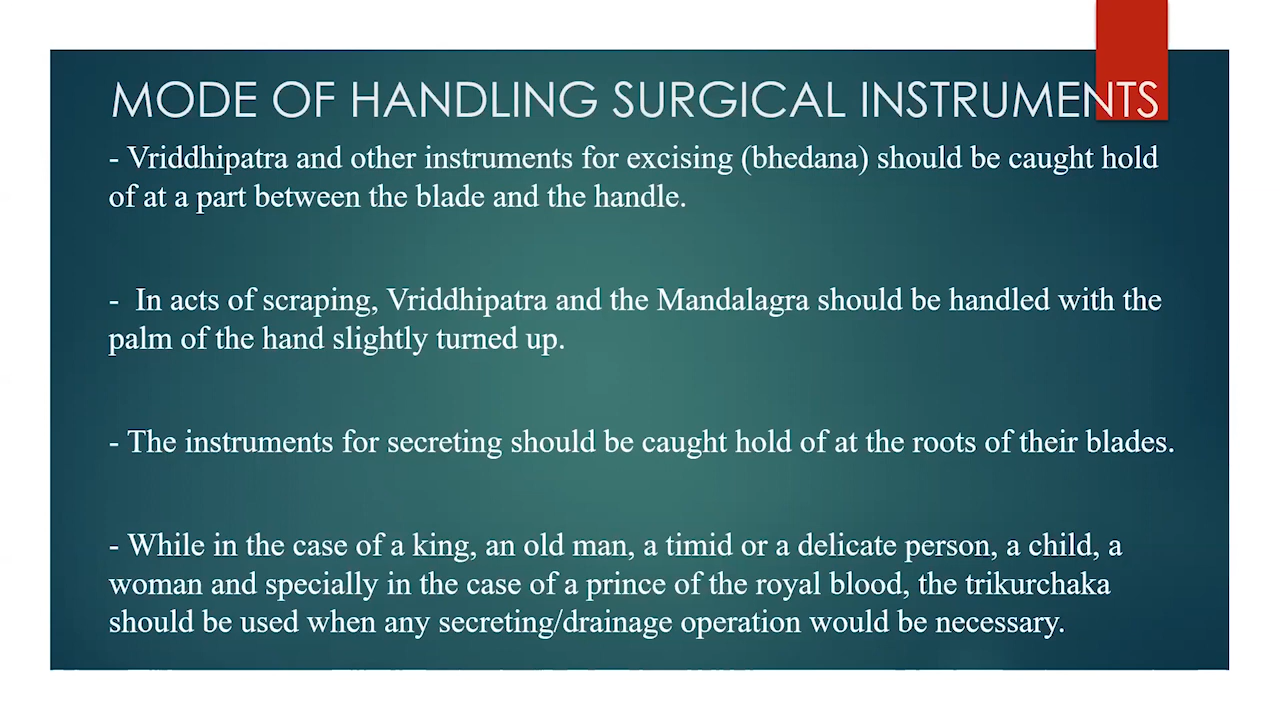 MODE OF HANDLING SURGICAL INSTRUMENTS
- Vriddhipatra and other instruments for excising (bhedana) should be caught hold
of at a part between the blade and the handle.
-  In acts of scraping, Vriddhipatra and the Mandalagra should be handled with the
palm of the hand slightly turned up.
- The instruments for secreting should be caught hold of at the roots of their blades.
- While in the case of a king, an old man, a timid or a delicate person, a child, a
woman and specially in the case of a prince of the royal blood, the trikurchaka
should be used when any secreting/drainage operation would be necessary.